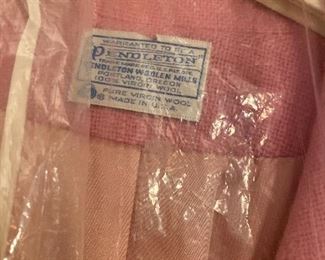 WARRANTED TO BE A
PENDLETON
PENDLETON WOOLEN MILLS
PORTLAND, OREGON
100% VIRGIN WOOL
PURE VIRGIN WOOL
MADE IN U.S.A.